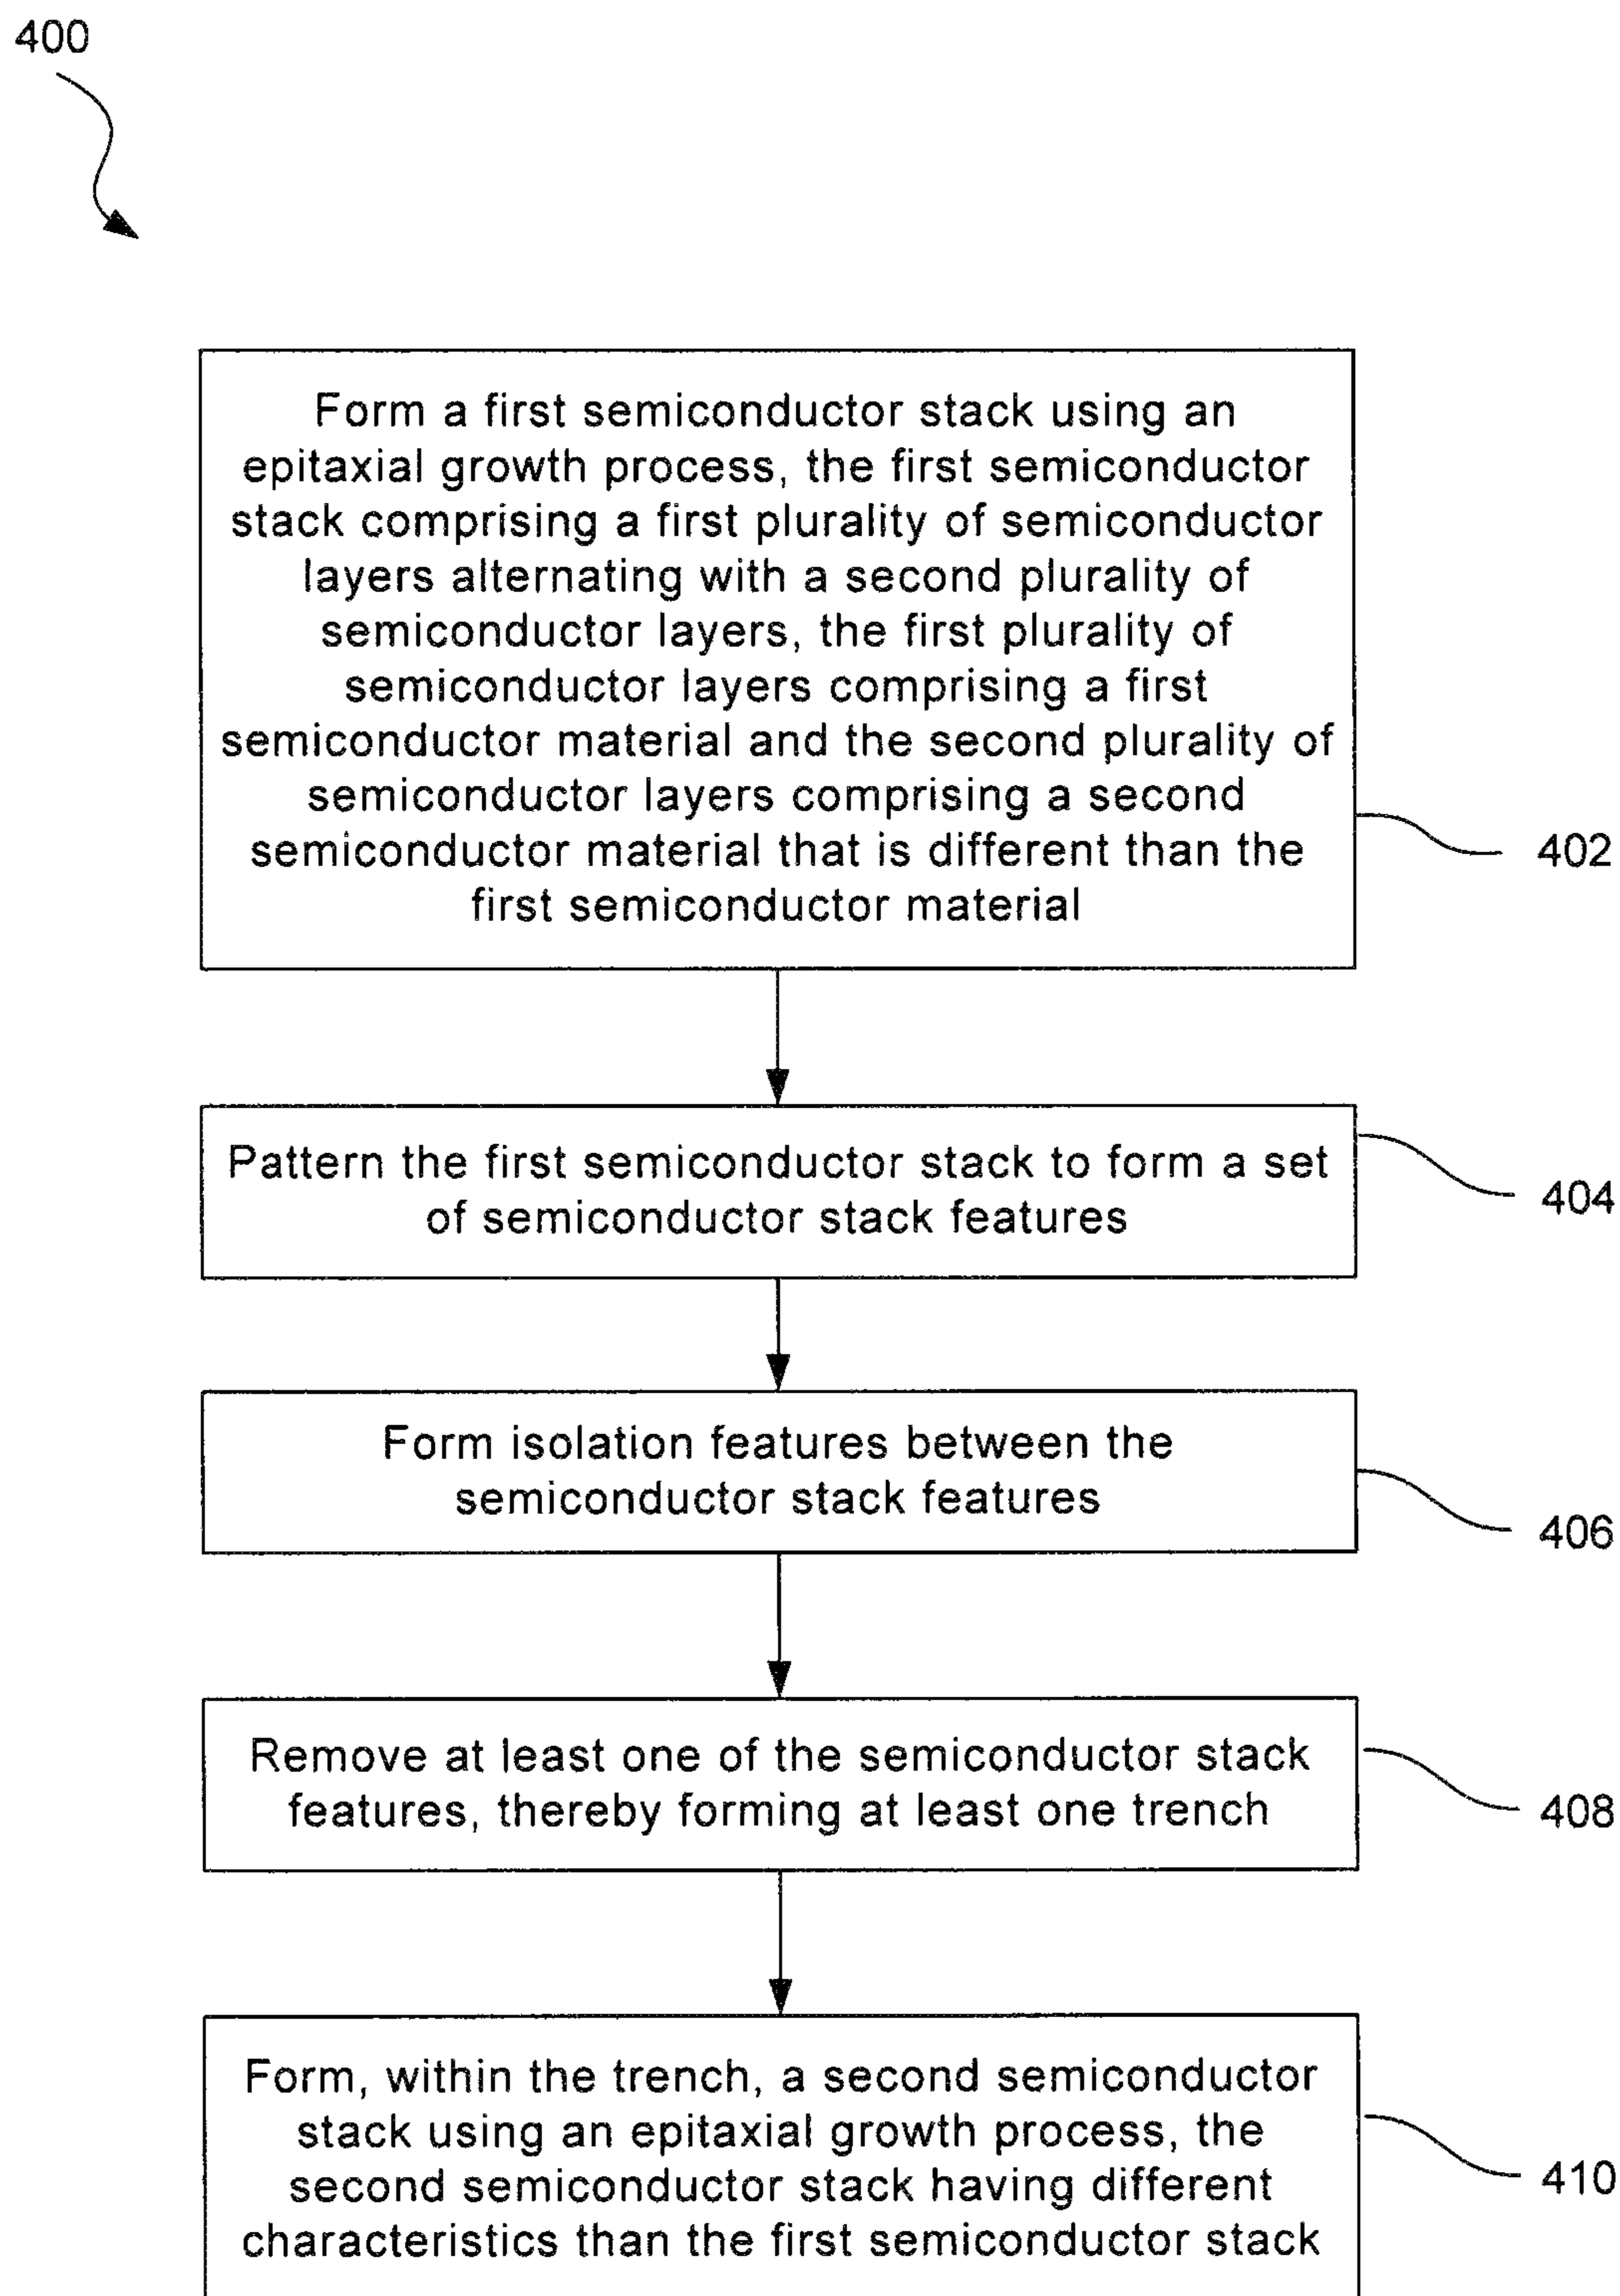 400
Form a first semiconductor stack using an
epitaxial growth process, the first semiconductor
stack comprising a first plurality of semiconductor
layers alternating with a second plurality of
semiconductor layers, the first plurality of
semiconductor layers comprising a first
semiconductor material and the second plurality of
semiconductor layers comprising a second
semiconductor material that is different than the
first semiconductor material
402
Pattern the first semiconductor stack to form a set
of semiconductor stack features
404
Form isolation features between the
semiconductor stack features
406
Remove at least one of the semiconductor stack
features, thereby forming at least one trench
408
Form, within the trench, a second semiconductor
stack using an epitaxial growth process, the
second semiconductor stack having different
characteristics than the first semiconductor stack
410